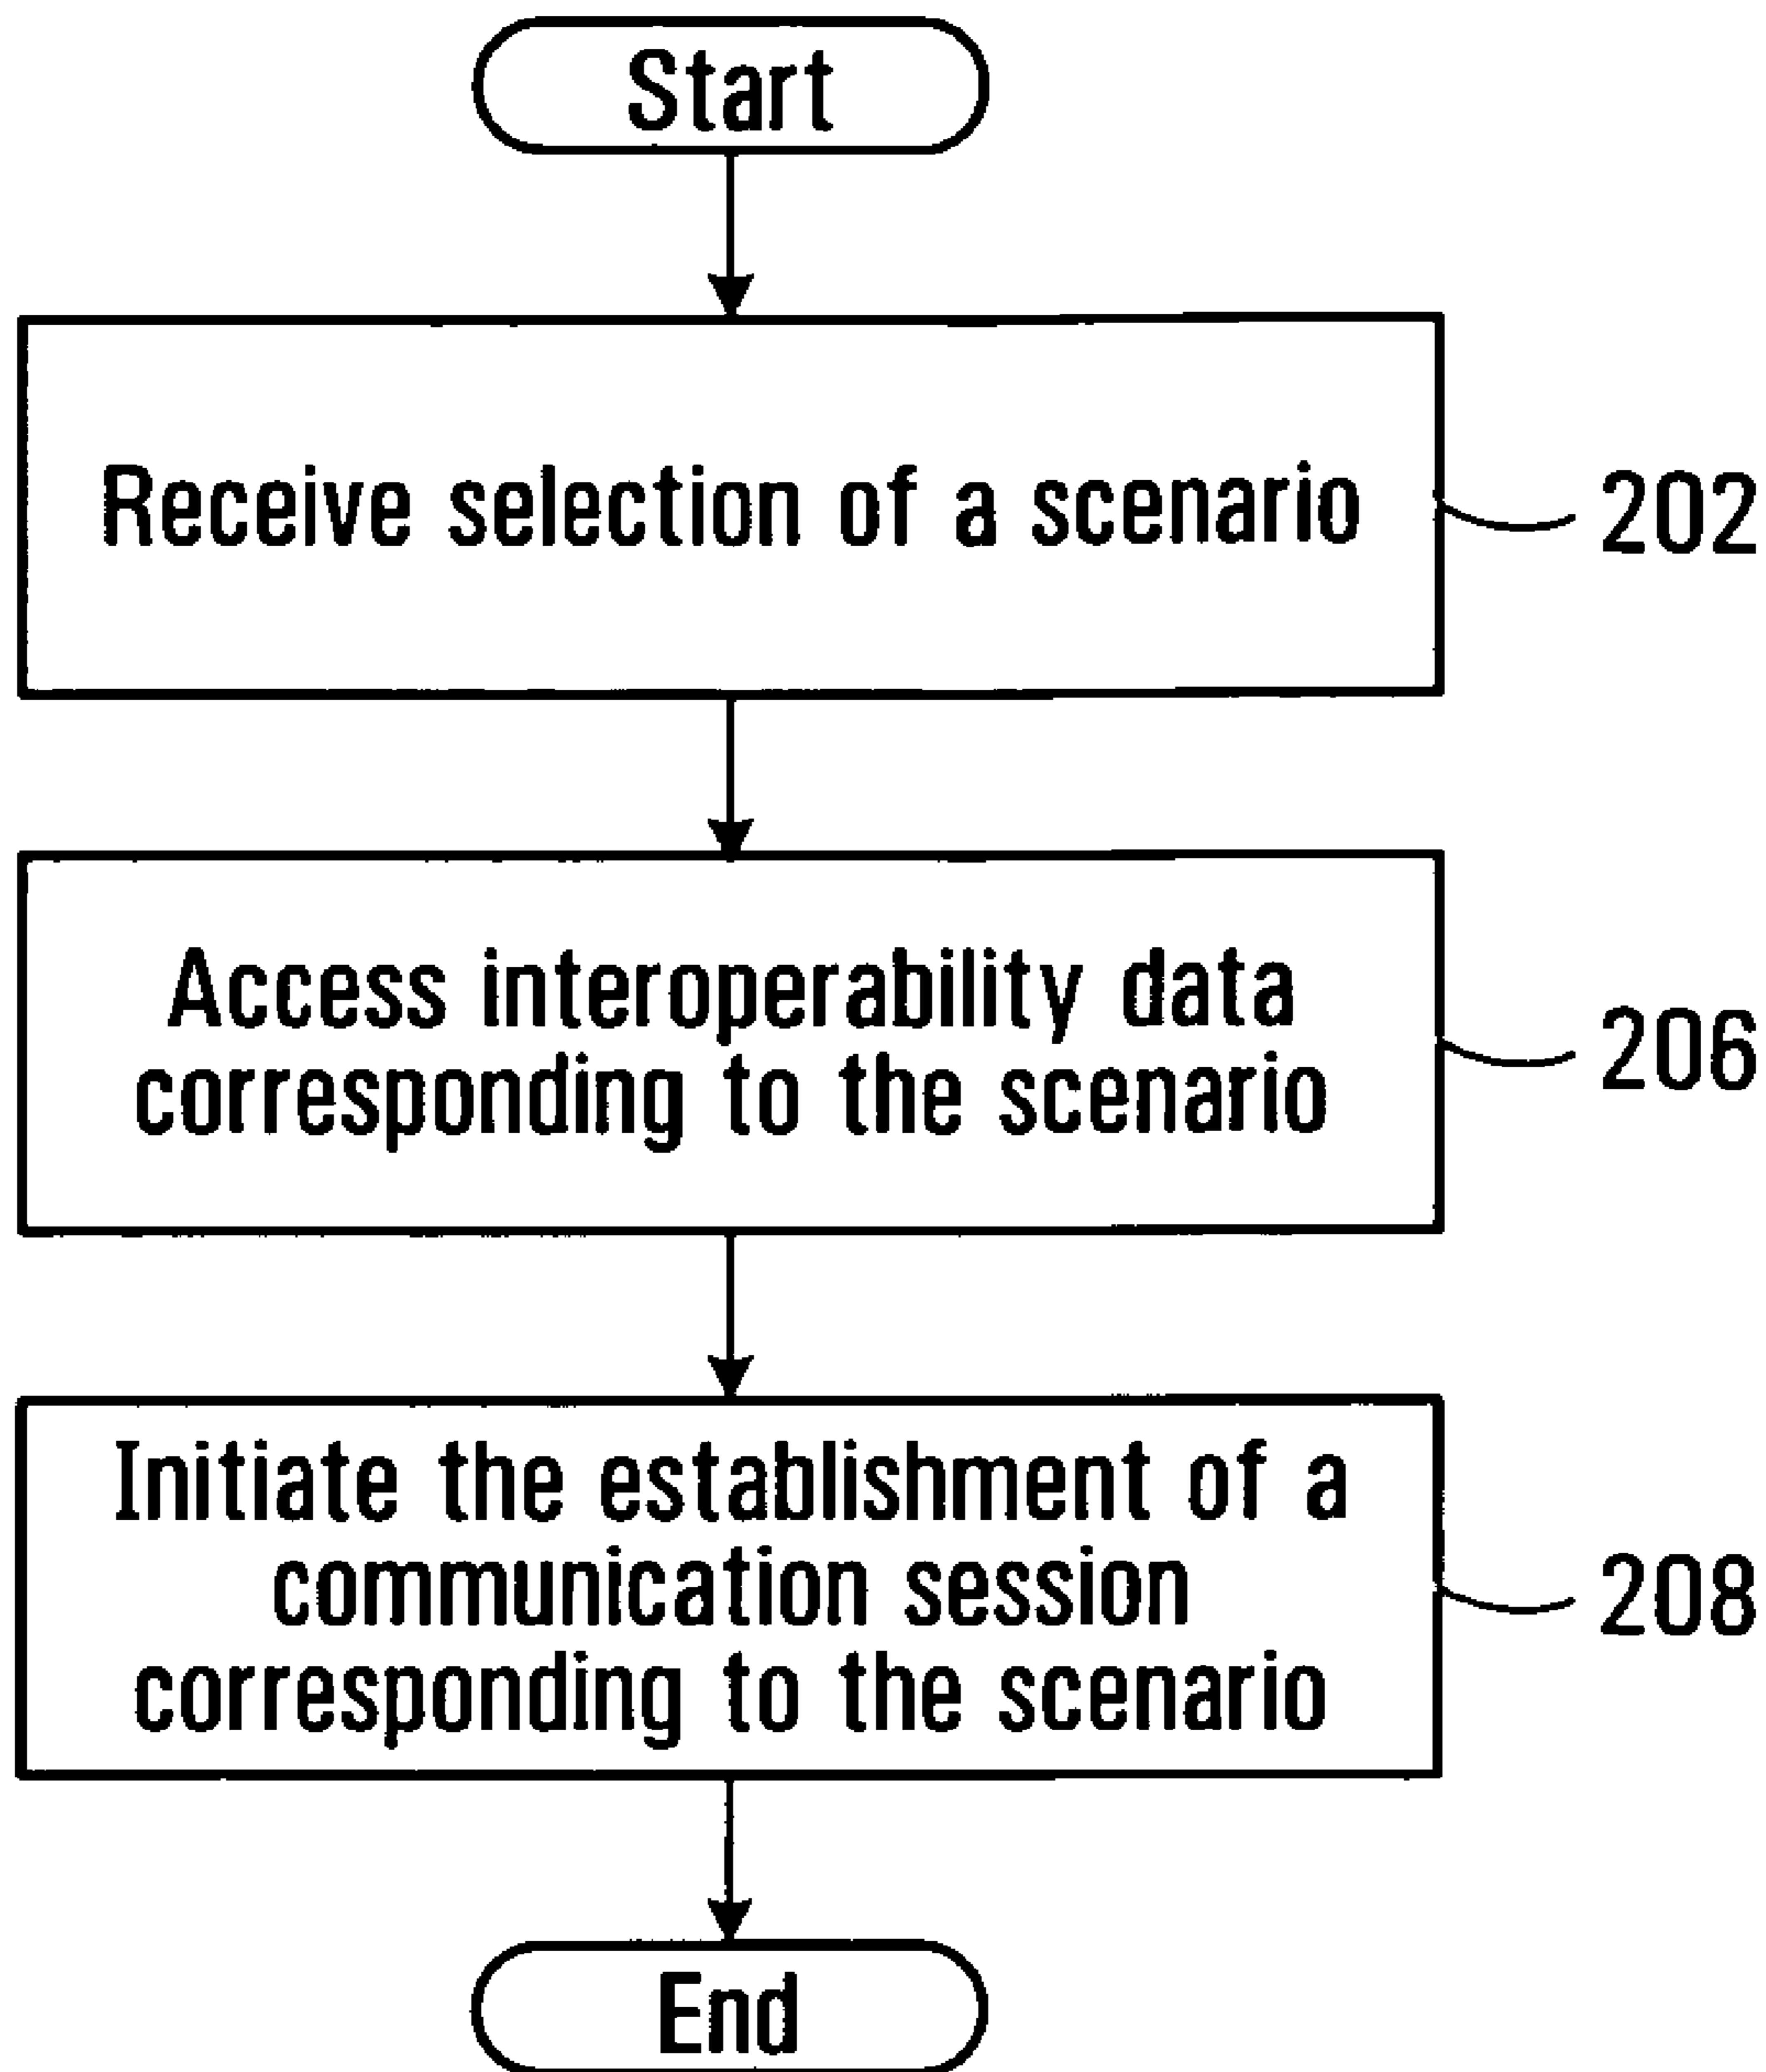 Start
Receive selection of a scenario
202
Access interoperability data
corresponding to the scenario
206
Initiate the establishment of a
communication session
corresponding to the scenario
208
End